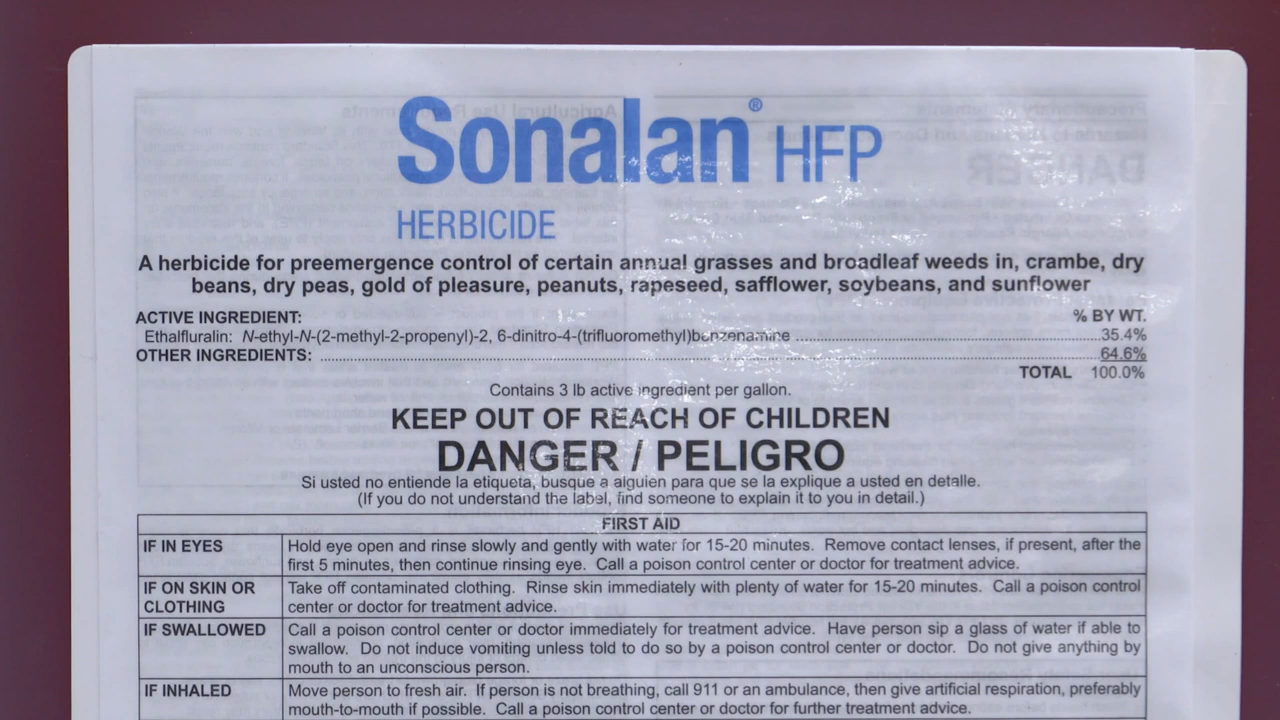 Sonalan® HFP
HERBICIDE
A herbicide for preemergence control of certain annual grasses and broadleaf weeds in, crambe, dry
beans, dry peas, gold of pleasure, peanuts, rapeseed, safflower, soybeans, and sunflower
ACTIVE INGREDIENT: % BY WT.
Ethalfluralin: N-ethyl-N-(2-methyl-2-propenyl)-2, 6-dinitro-4-(trifluoromethyl)benzenamine ........ 35.4%
OTHER INGREDIENTS: ........ 64.6%
TOTAL 100.0%
Contains 3 lb active ingredient per gallon.
KEEP OUT OF REACH OF CHILDREN
DANGER / PELIGRO
Si usted no entiende la etiqueta, busque a alguien para que se la explique a usted en detalle.
(If you do not understand the label, find someone to explain it to you in detail.)
FIRST AID
IF IN EYES Hold eye open and rinse slowly and gently with water for 15-20 minutes. Remove contact lenses, if present, after the
first 5 minutes, then continue rinsing eye. Call a poison control center or doctor for treatment advice.
IF ON SKIN OR Take off contaminated clothing. Rinse skin immediately with plenty of water for 15-20 minutes. Call a poison control
CLOTHING center or doctor for treatment advice.
IF SWALLOWED Call a poison control center or doctor immediately for treatment advice. Have person sip a glass of water if able to
swallow. Do not induce vomiting unless told to do so by a poison control center or doctor. Do not give anything by
mouth to an unconscious person.
IF INHALED Move person to fresh air. If person is not breathing, call 911 or an ambulance, then give artificial respiration, preferably
mouth-to-mouth if possible. Call a poison control center or doctor for further treatment advice.